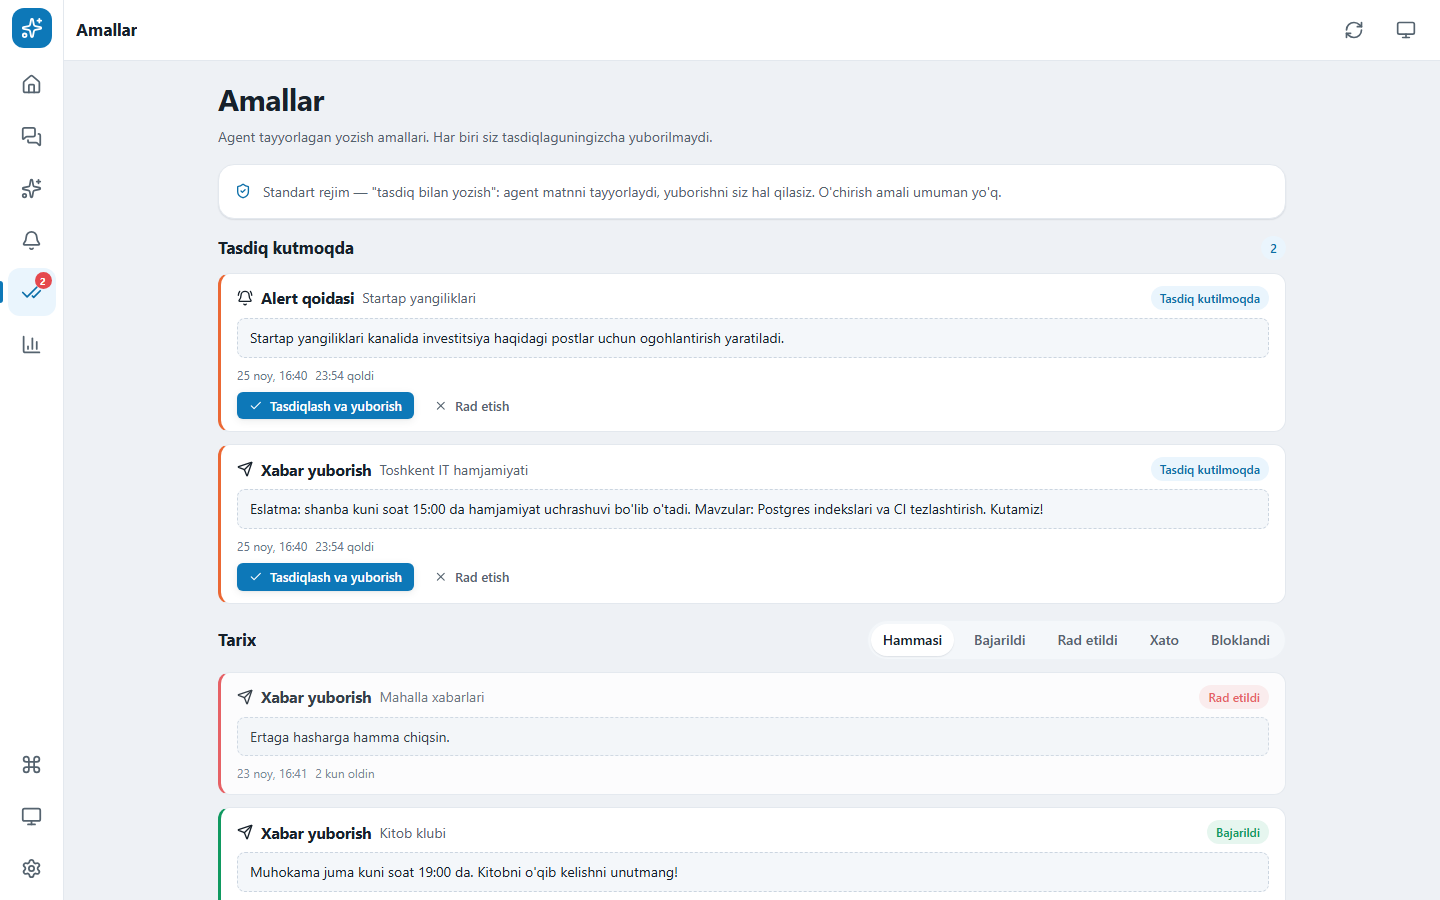 Amallar
2
Amallar
Agent tayyorlagan yozish amallari. Har biri siz tasdiqlaguningizcha yuborilmaydi.
Standart rejim — "tasdiq bilan yozish": agent matnni tayyorlaydi, yuborishni siz hal qilasiz. O'chirish amali umuman yo'q.
Tasdiq kutmoqda 2
Alert qoidasi Startap yangiliklari Tasdiq kutilmoqda
Startap yangiliklari kanalida investitsiya haqidagi postlar uchun ogohlantirish yaratiladi.
25 noy, 16:40 23:54 qoldi
Tasdiqlash va yuborish Rad etish
Xabar yuborish Toshkent IT hamjamiyati Tasdiq kutilmoqda
Eslatma: shanba kuni soat 15:00 da hamjamiyat uchrashuvi bo'lib o'tadi. Mavzular: Postgres indekslari va CI tezlashtirish. Kutamiz!
25 noy, 16:40 23:54 qoldi
Tasdiqlash va yuborish Rad etish
Tarix Hammasi Bajarildi Rad etildi Xato Bloklandi
Xabar yuborish Mahalla xabarlari Rad etildi
Ertaga hasharga hamma chiqsin.
23 noy, 16:41 2 kun oldin
Xabar yuborish Kitob klubi Bajarildi
Muhokama juma kuni soat 19:00 da. Kitobni o'qib kelishni unutmang!